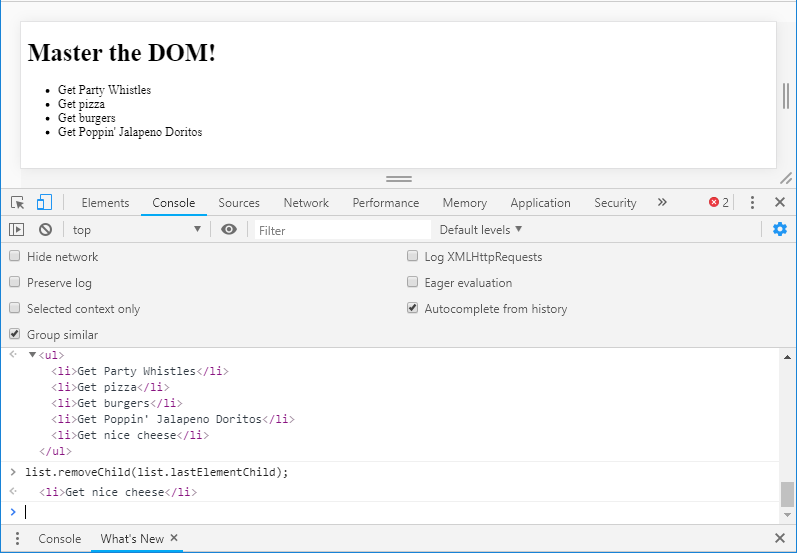 Master the DOM!
Get Party Whistles
Get pizza
Get burgers
Get Poppin' Jalapeno Doritos
Elements Console Sources Network Performance Memory Application Security » 2
top Filter Default levels
Hide network Log XMLHttpRequests
Preserve log Eager evaluation
Selected context only Autocomplete from history
Group similar
<ul>
<li>Get Party Whistles</li>
<li>Get pizza</li>
<li>Get burgers</li>
<li>Get Poppin' Jalapeno Doritos</li>
<li>Get nice cheese</li>
</ul>
> list.removeChild(list.lastElementChild);
<li>Get nice cheese</li>
>
Console What's New